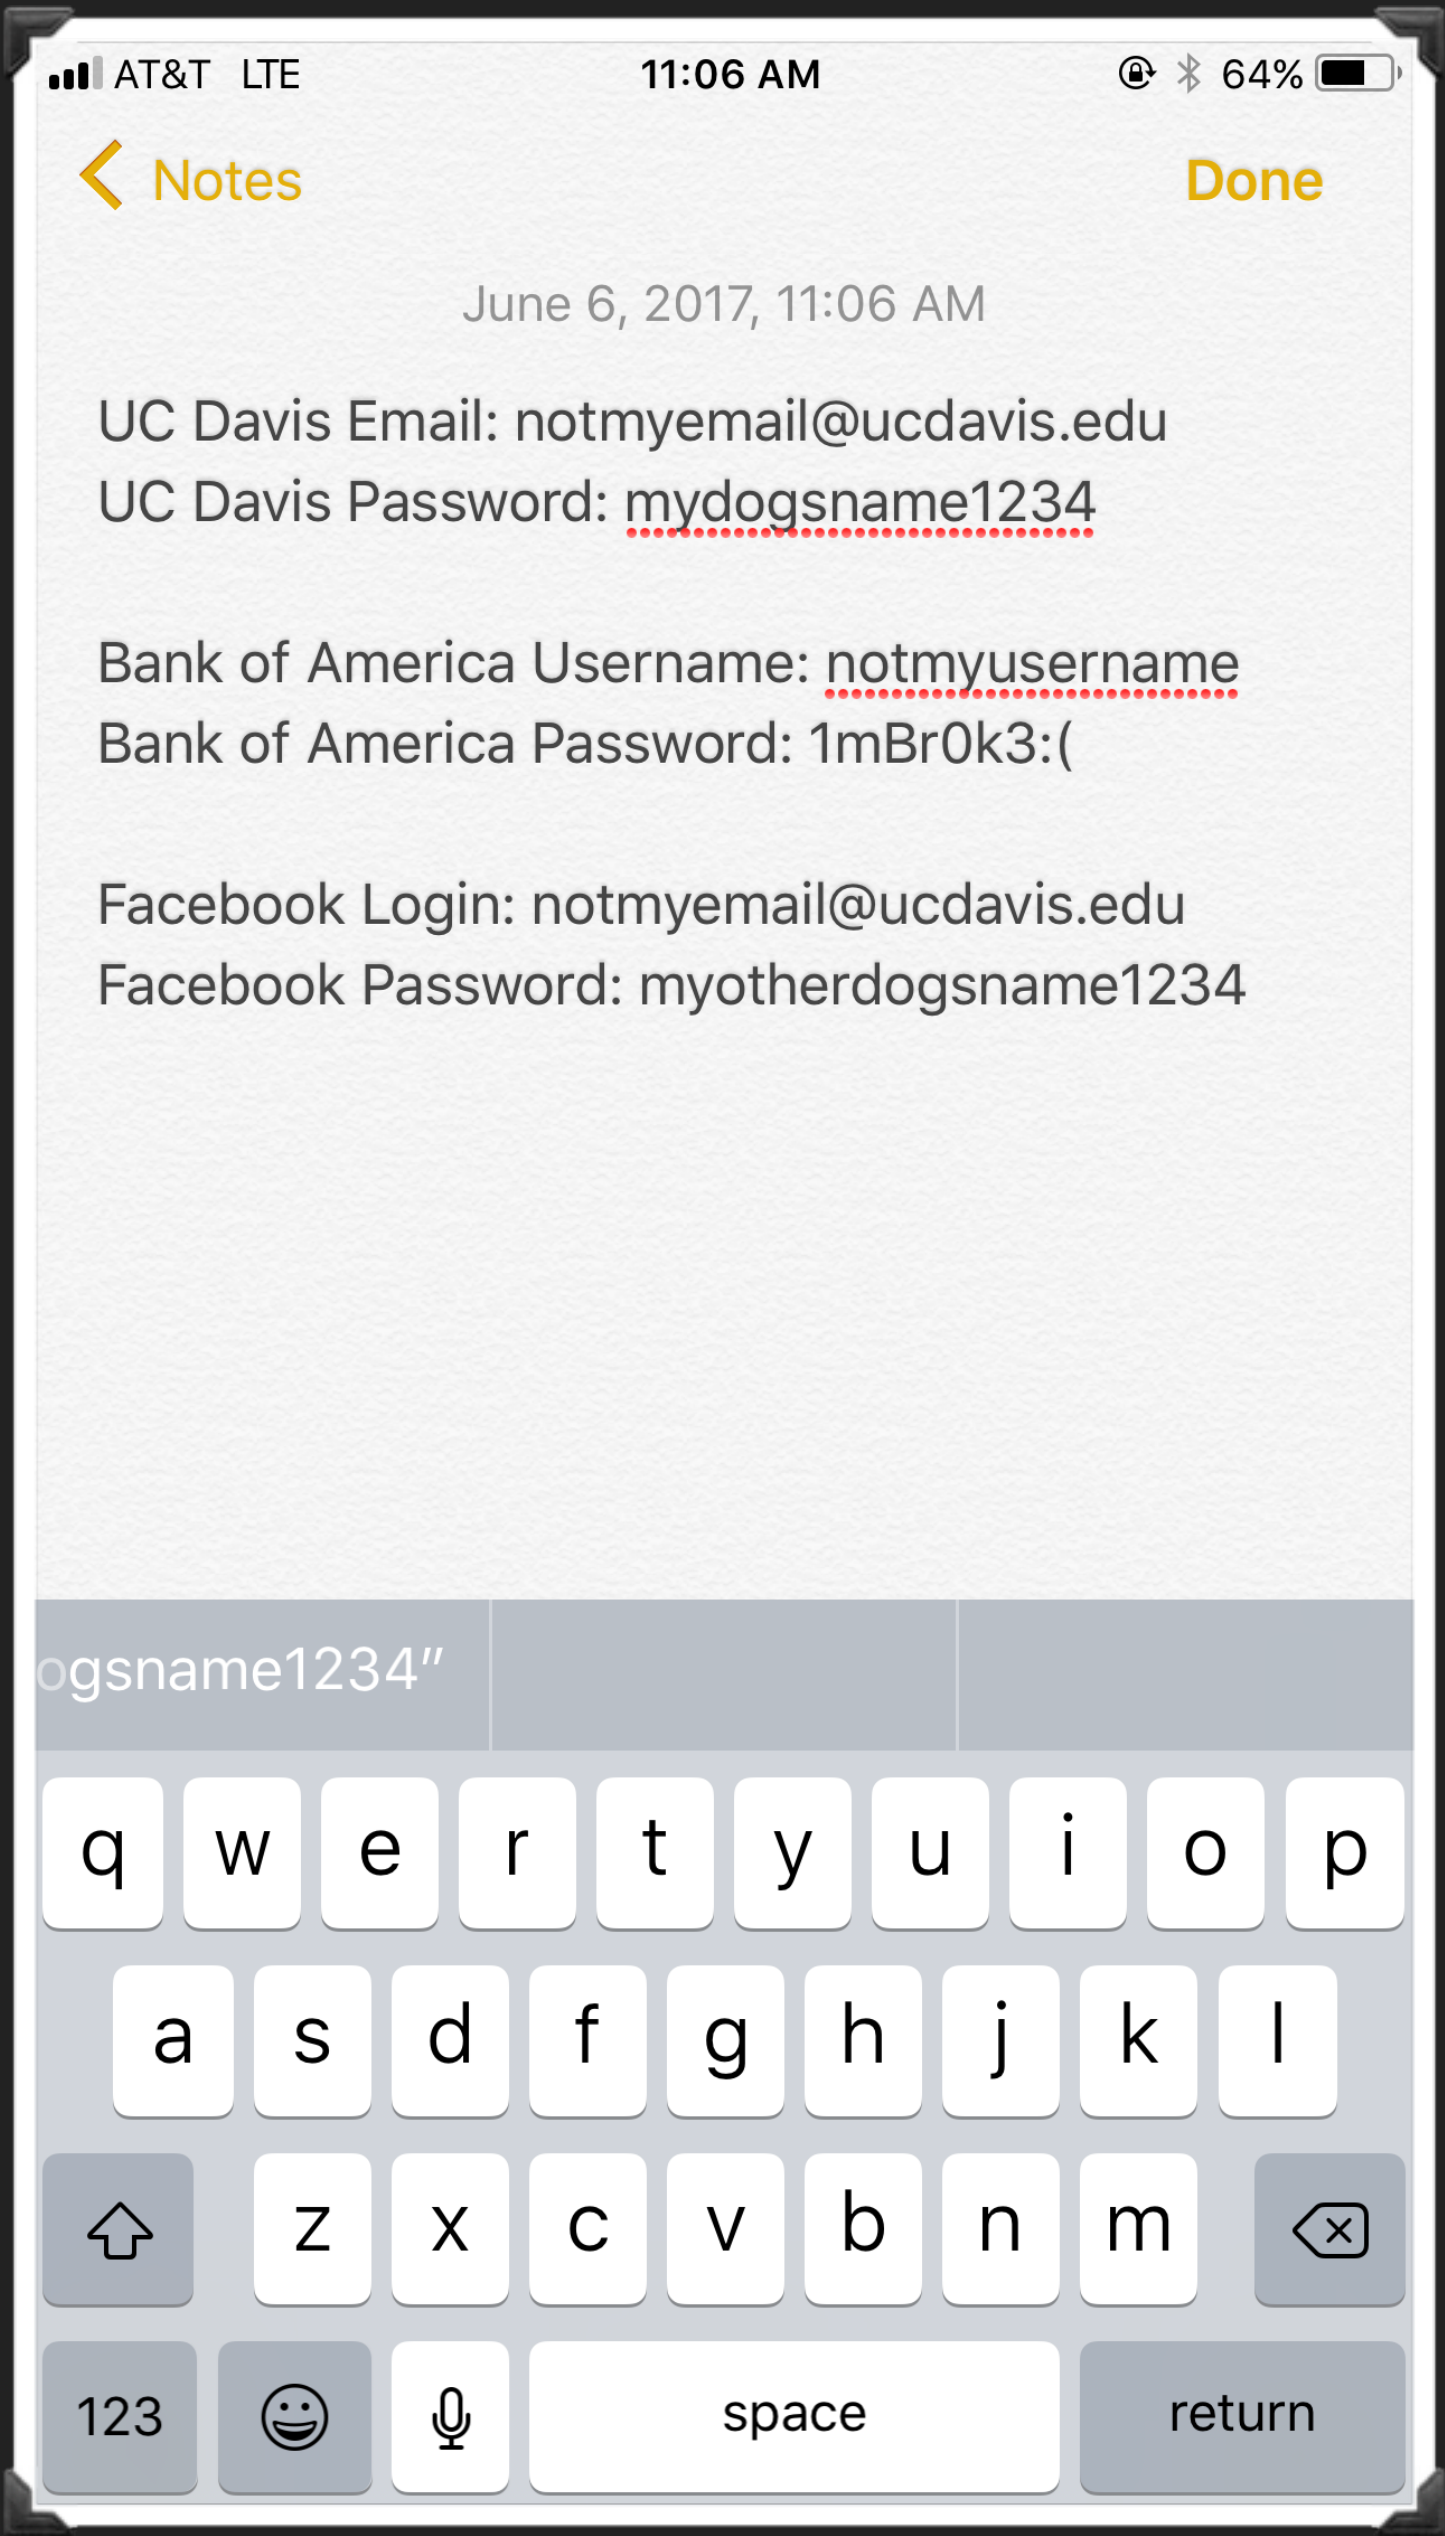 AT&T LTE 11:06 AM 64%
Notes Done
June 6, 2017, 11:06 AM
UC Davis Email: notmyemail@ucdavis.edu
UC Davis Password: mydogsname1234
Bank of America Username: notmyusername
Bank of America Password: 1mBr0k3:(
Facebook Login: notmyemail@ucdavis.edu
Facebook Password: myotherdogsname1234
ogsname1234"
q w e r t y u i o p
a s d f g h j k l
z x c v b n m
123 space return